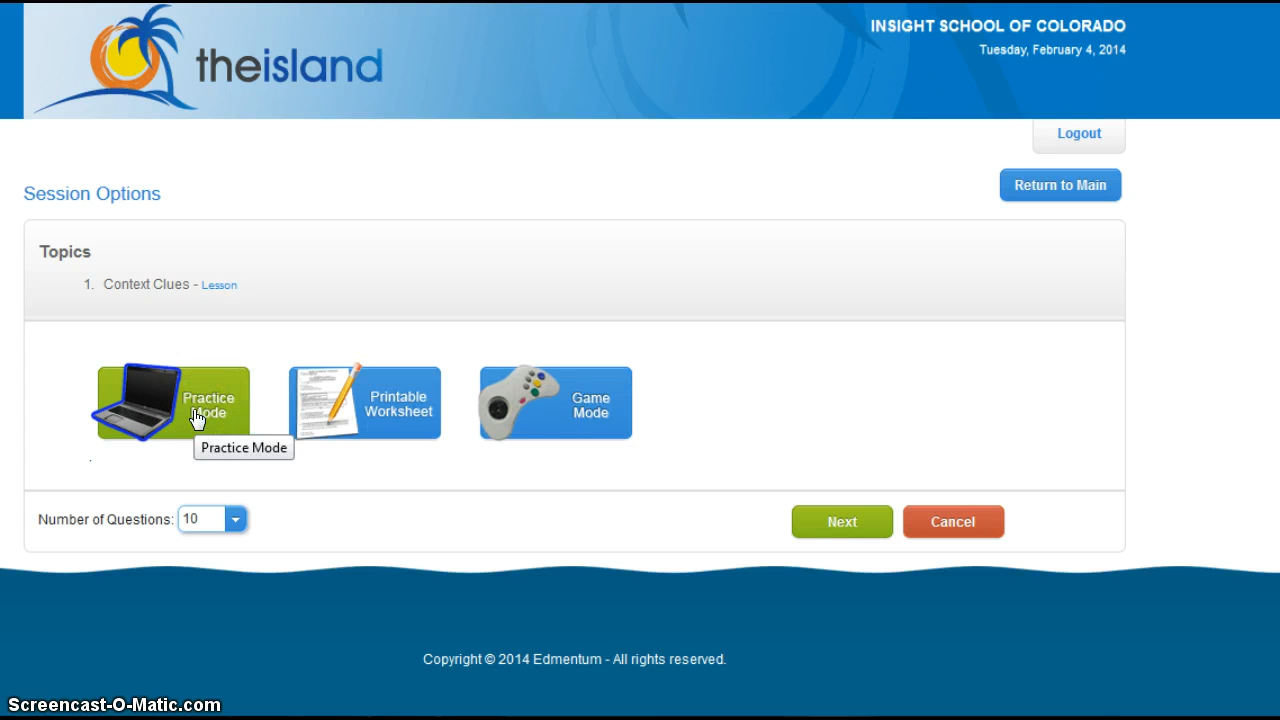 theisland
INSIGHT SCHOOL OF COLORADO
Tuesday, February 4, 2014
Logout
Session Options
Return to Main
Topics
1. Context Clues - Lesson
Practice
Mode
Printable
Worksheet
Game
Mode
Practice Mode
Number of Questions: 10
Next
Cancel
Copyright © 2014 Edmentum - All rights reserved.
Screencast-O-Matic.com